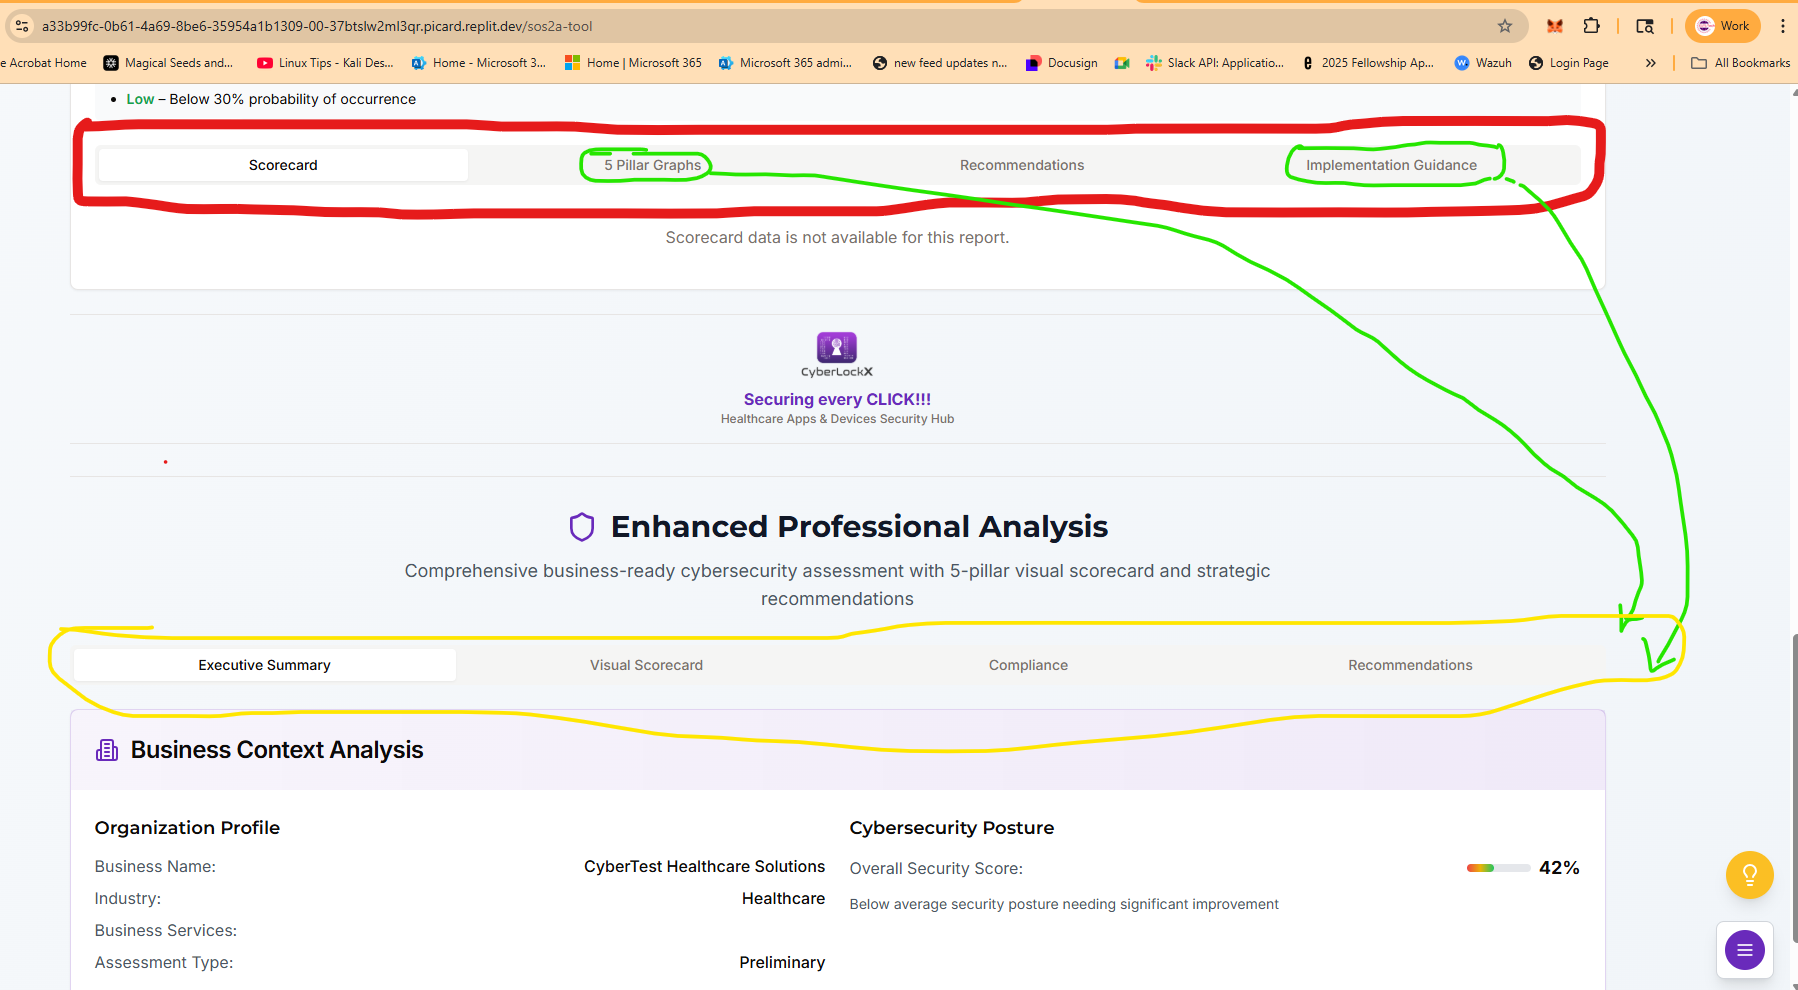 a33b99fc-0b61-4a69-8be6-35954a1b1309-00-37btslw2ml3qr.picard.replit.dev/sos2a-tool
Work
e Acrobat Home
Magical Seeds and...
Linux Tips - Kali Des...
Home - Microsoft 3...
Home | Microsoft 365
Microsoft 365 admi...
new feed updates n...
Docusign
Slack API: Applicatio...
2025 Fellowship Ap...
Wazuh
Login Page
»
All Bookmarks
• Low – Below 30% probability of occurrence
Scorecard
5 Pillar Graphs
Recommendations
Implementation Guidance
Scorecard data is not available for this report.
CyberLockX
Securing every CLICK!!!
Healthcare Apps & Devices Security Hub
Enhanced Professional Analysis
Comprehensive business-ready cybersecurity assessment with 5-pillar visual scorecard and strategic
recommendations
Executive Summary
Visual Scorecard
Compliance
Recommendations
Business Context Analysis
Organization Profile
Business Name: CyberTest Healthcare Solutions
Industry: Healthcare
Business Services:
Assessment Type: Preliminary
Cybersecurity Posture
Overall Security Score: 42%
Below average security posture needing significant improvement